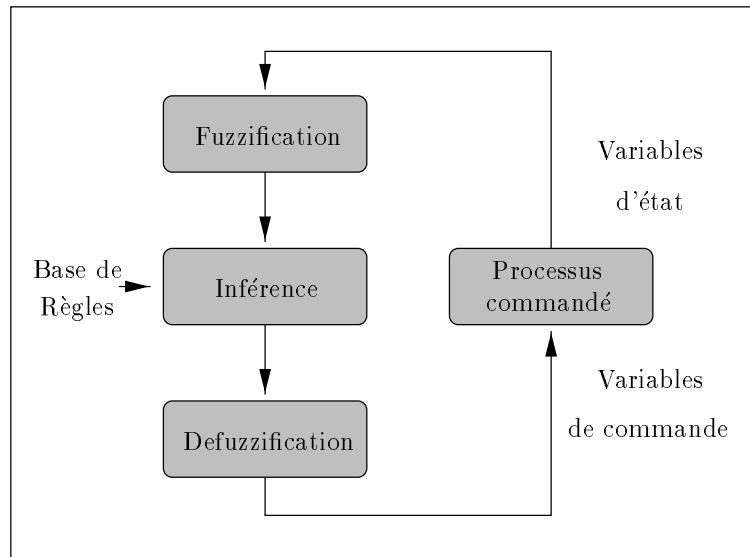 Fuzzification
Variables
d'état
Base de
Règles
Inférence
Processus
commandé
Variables
de commande
Defuzzification